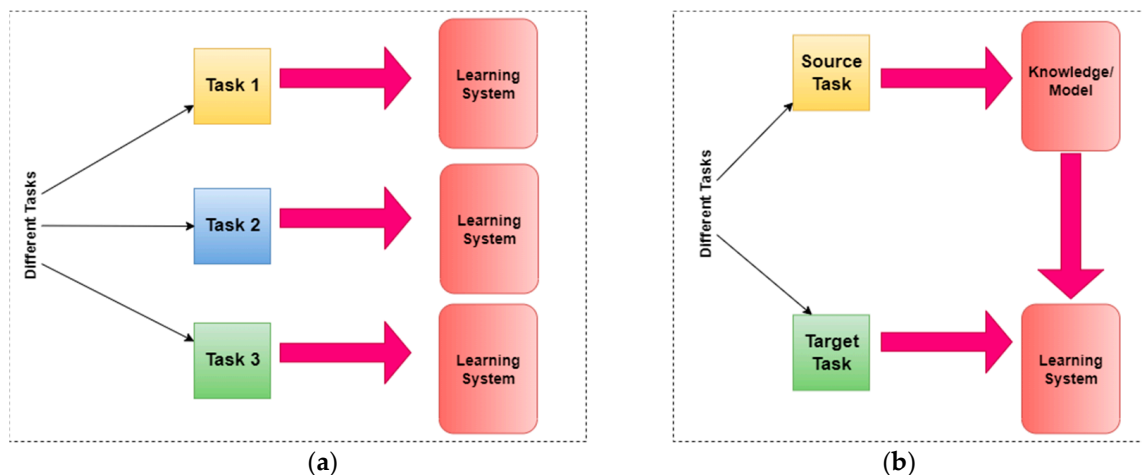 Different Tasks
Task 1
Learning
System
Task 2
Learning
System
Task 3
Learning
System
(a)
Different Tasks
Source
Task
Knowledge/
Model
Target
Task
Learning
System
(b)